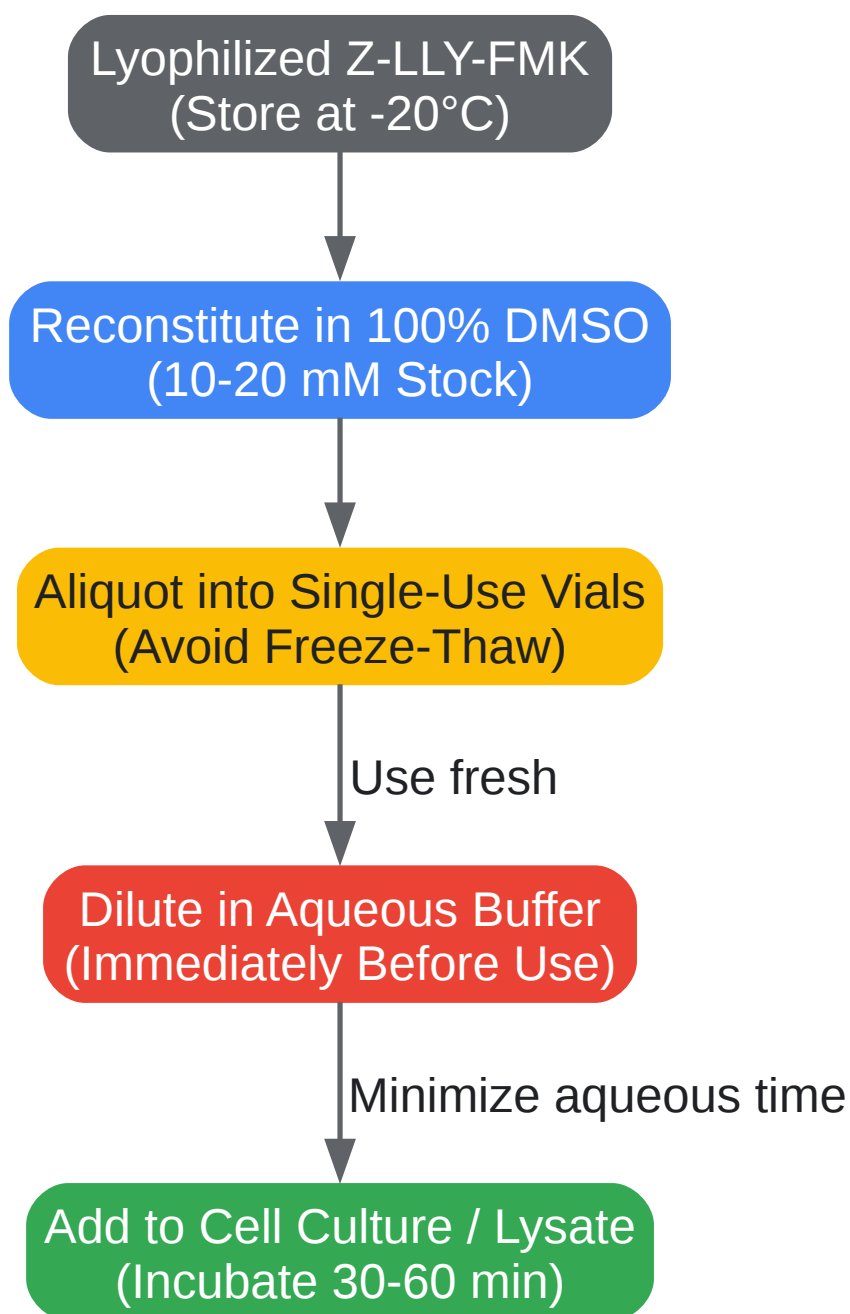 Lyophilized Z-LLY-FMK
(Store at -20°C)
Reconstitute in 100% DMSO
(10-20 mM Stock)
Aliquot into Single-Use Vials
(Avoid Freeze-Thaw)
Use fresh
Dilute in Aqueous Buffer
(Immediately Before Use)
Minimize aqueous time
Add to Cell Culture / Lysate
(Incubate 30-60 min)